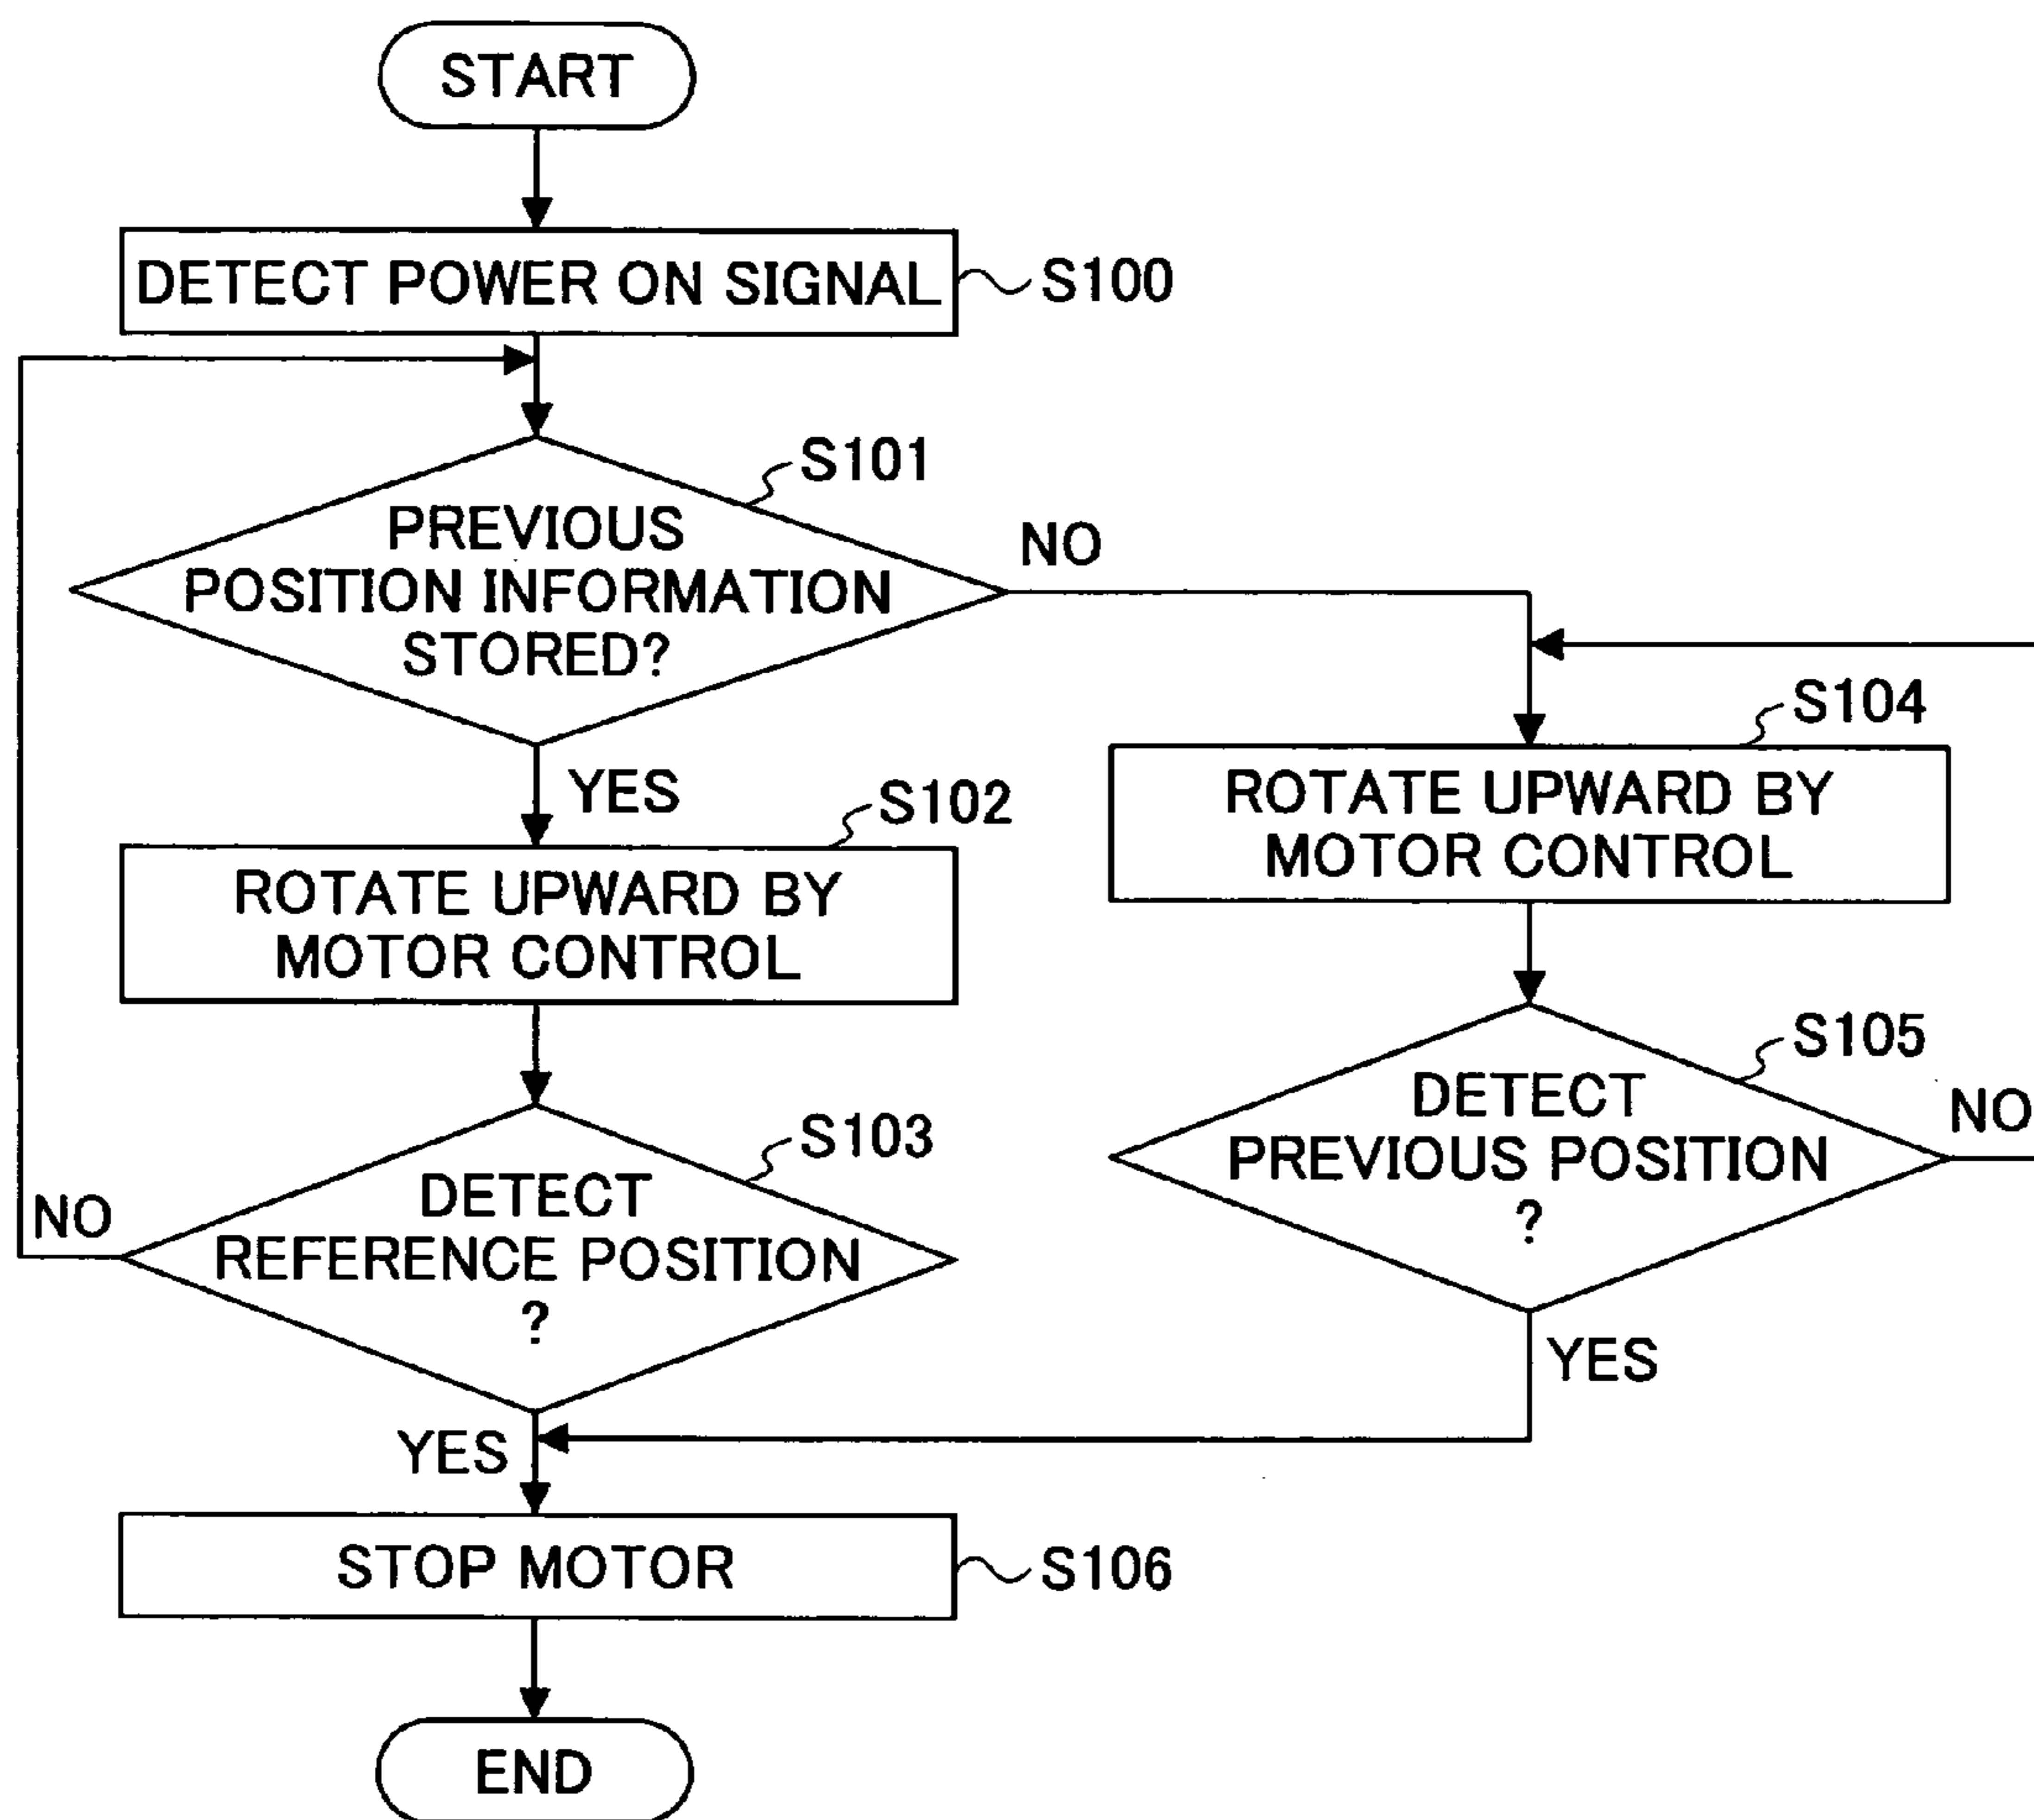 START
DETECT POWER ON SIGNAL
S100
S101
PREVIOUS
POSITION INFORMATION
STORED?
NO
YES
S102
ROTATE UPWARD BY
MOTOR CONTROL
S103
DETECT
REFERENCE POSITION
?
NO
YES
S104
ROTATE UPWARD BY
MOTOR CONTROL
S105
DETECT
PREVIOUS POSITION
?
NO
YES
STOP MOTOR
S106
END